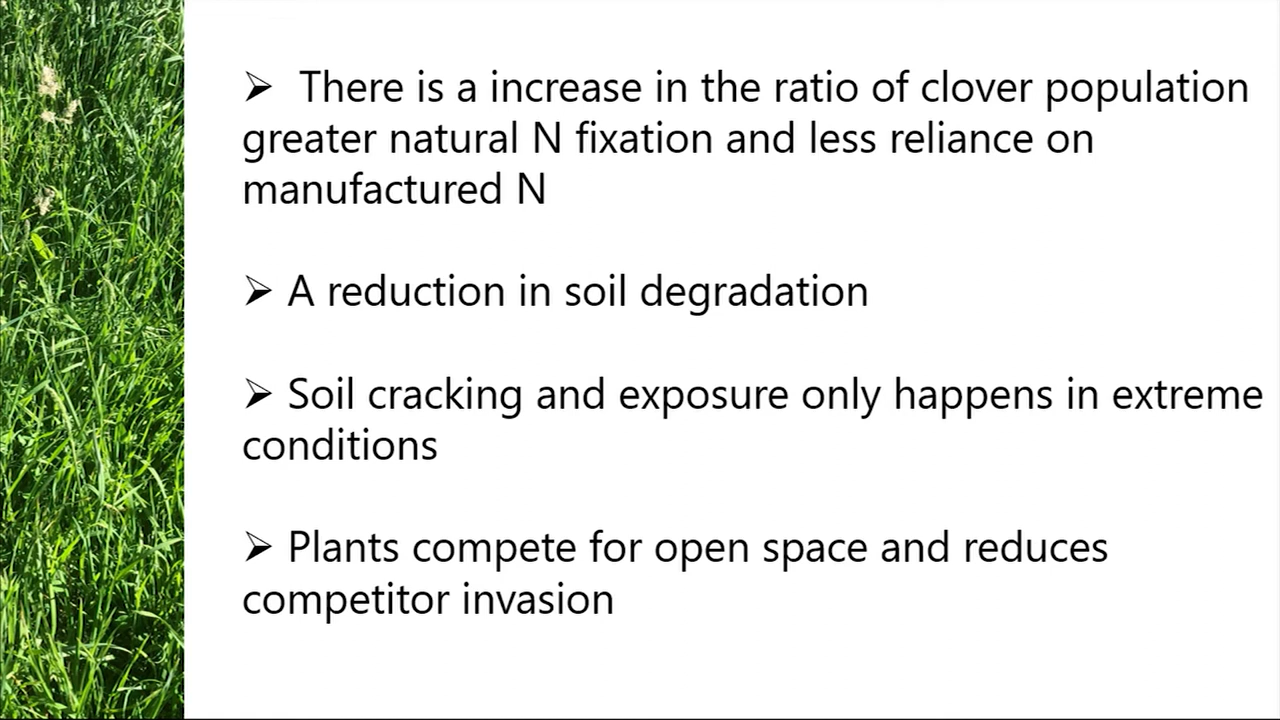 ➢ There is a increase in the ratio of clover population
greater natural N fixation and less reliance on
manufactured N
➢ A reduction in soil degradation
➢ Soil cracking and exposure only happens in extreme
conditions
➢ Plants compete for open space and reduces
competitor invasion